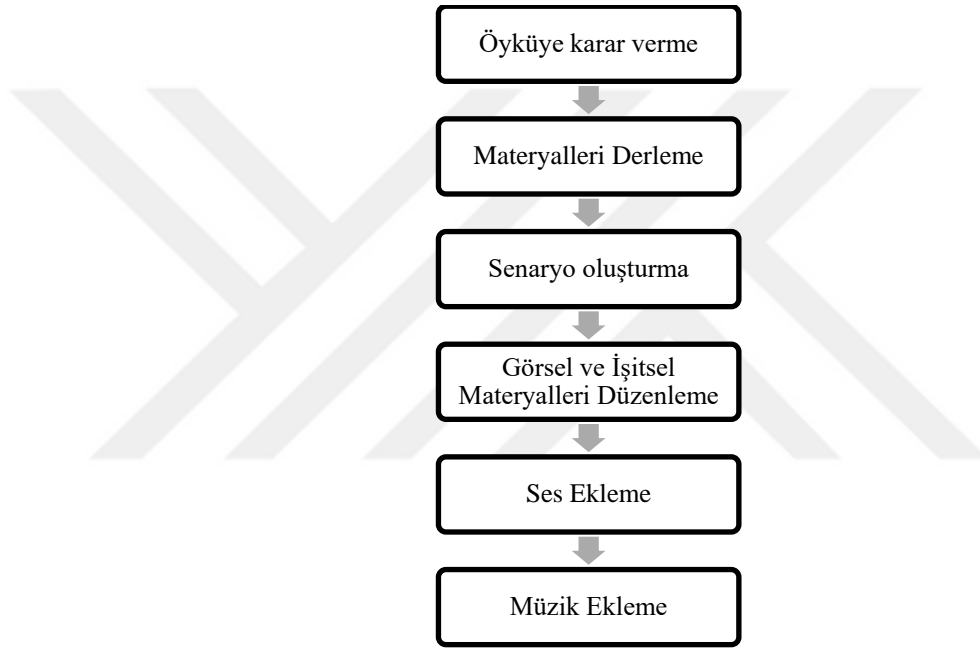 Öyküye karar verme
Materyalleri Derleme
Senaryo oluşturma
Görsel ve İşitsel
Materyalleri Düzenleme
Ses Ekleme
Müzik Ekleme